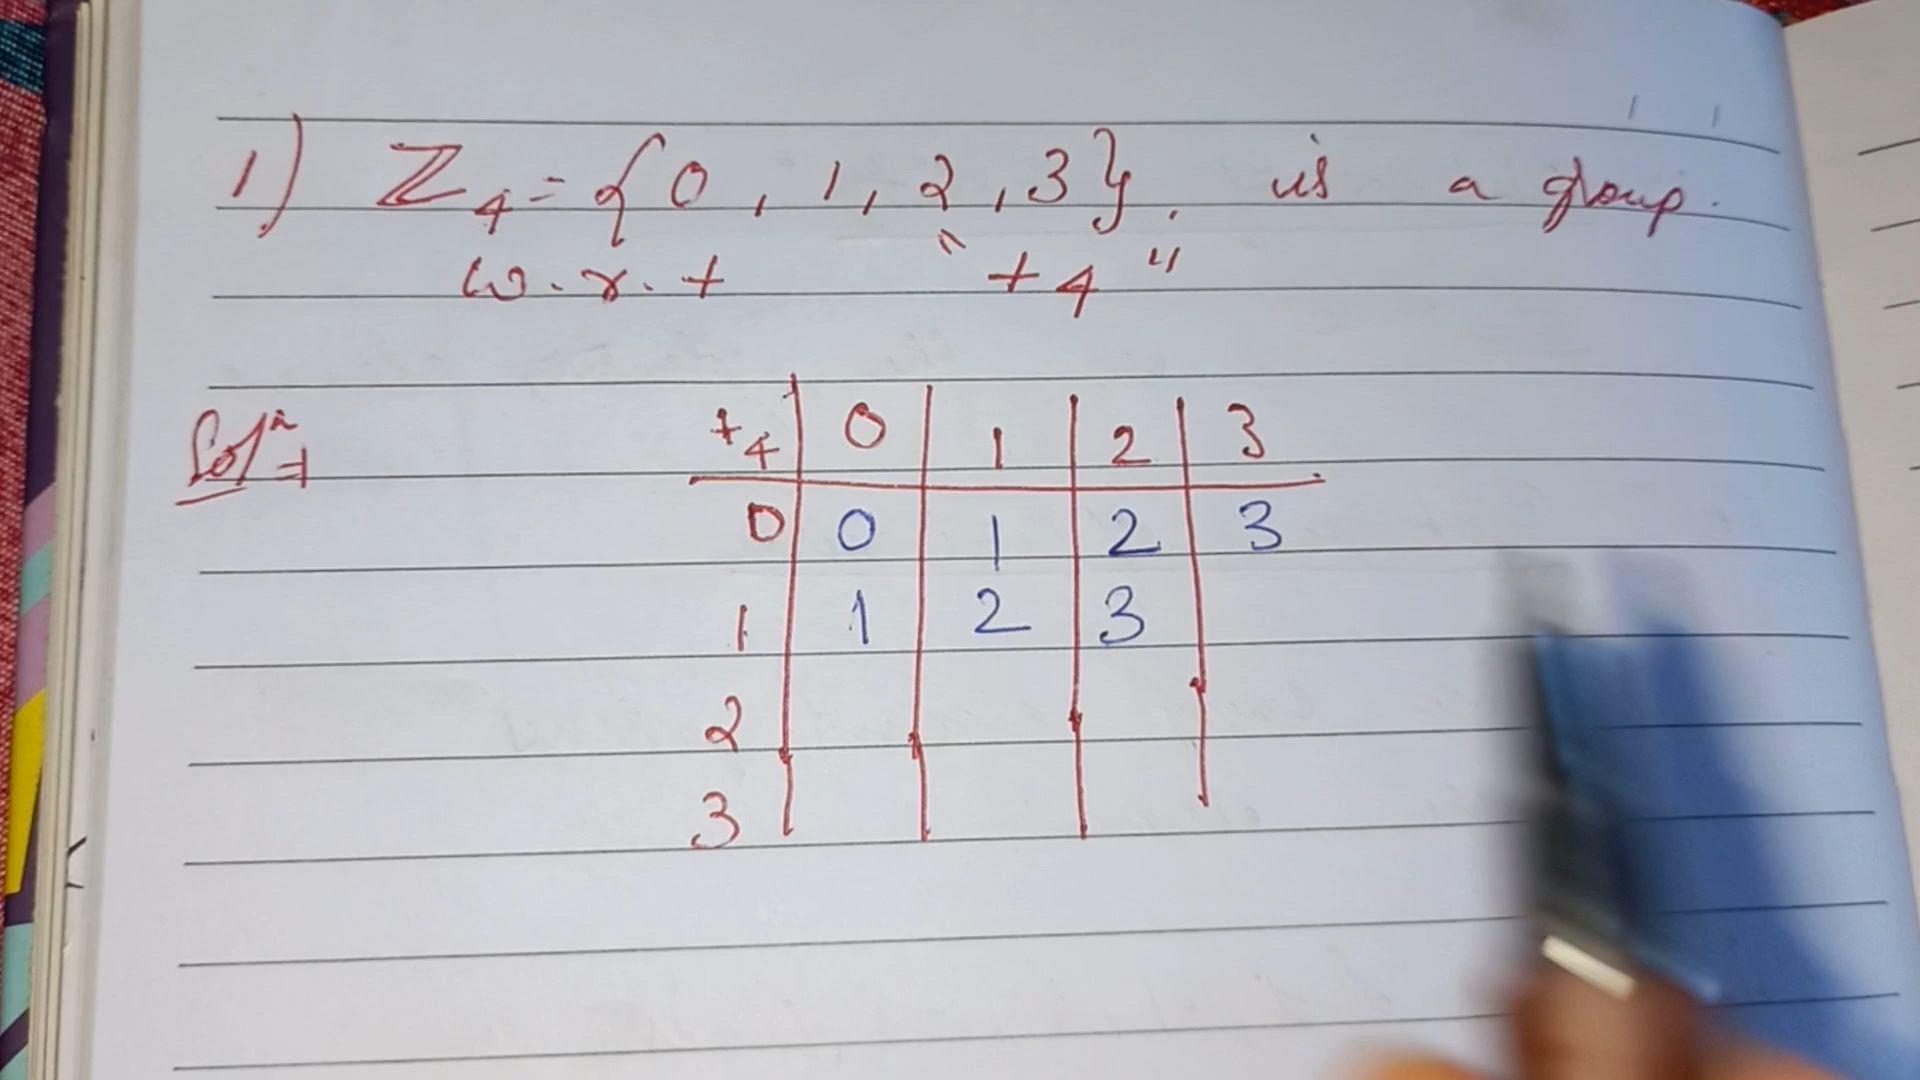 1) Z4 = {0, 1, 2, 3}. is a group.
w.r.t "+4"
Soln ⇒
+4 0 1 2 3
0 0 1 2 3
1 1 2 3
2
3